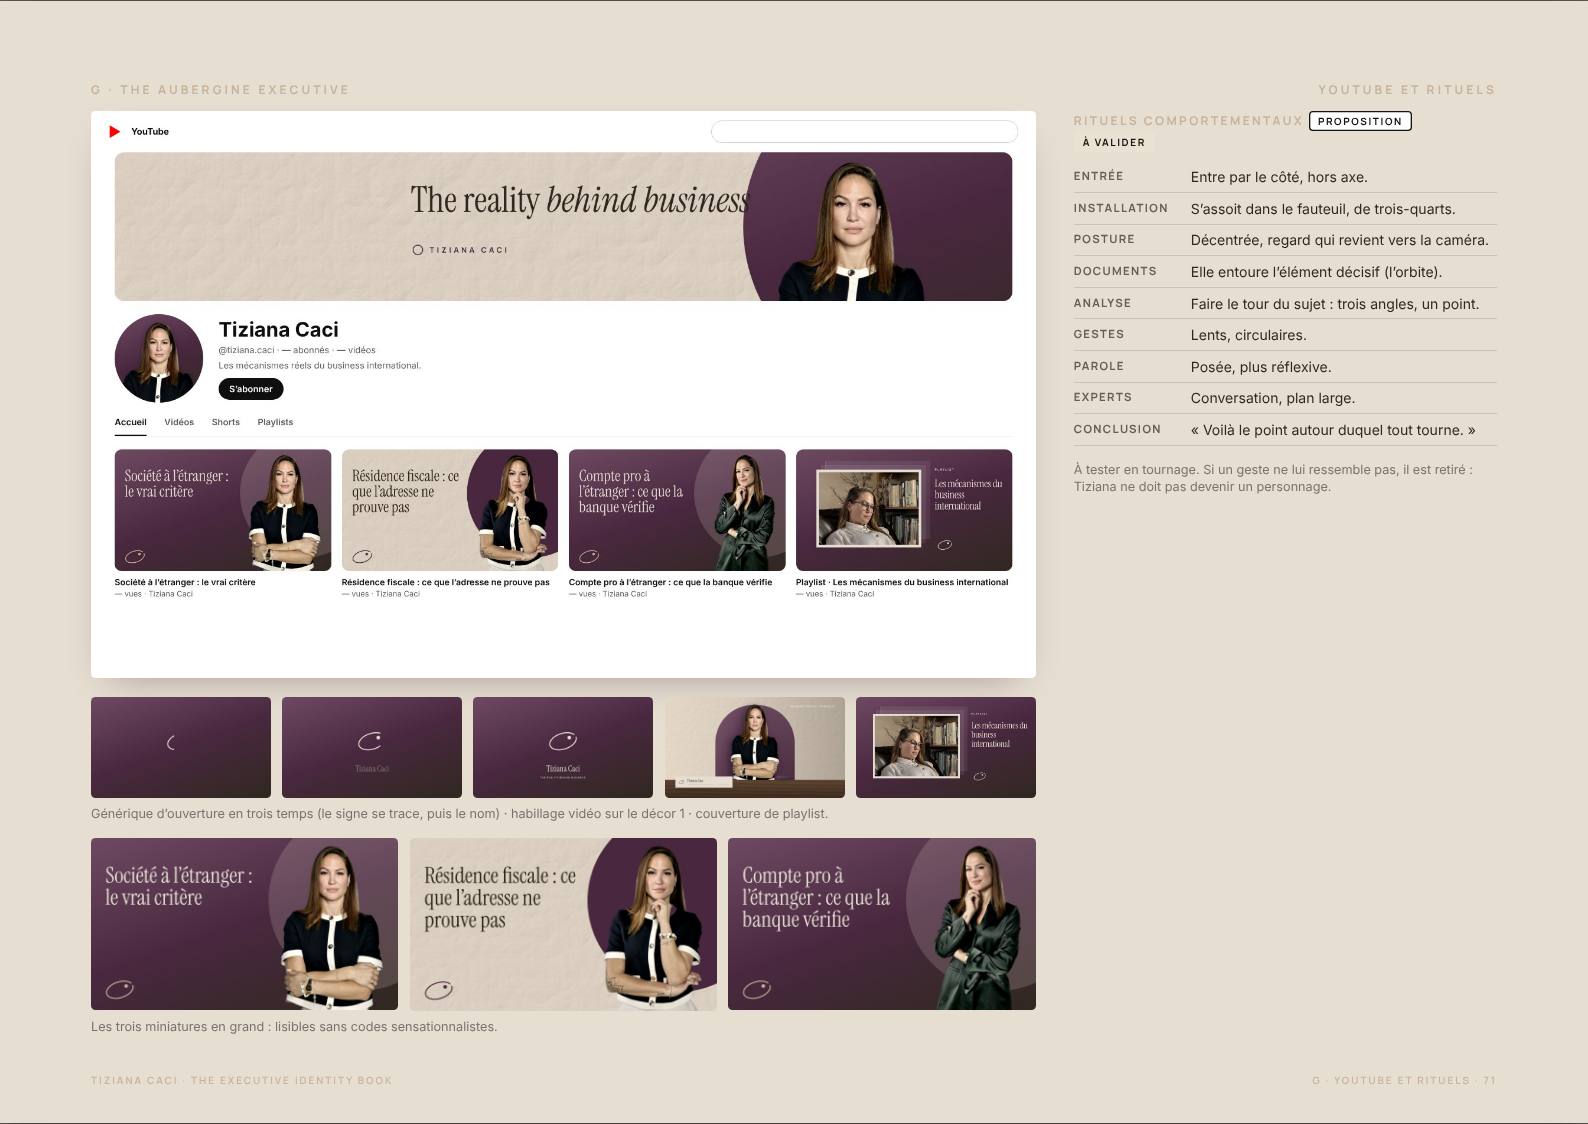 G · THE AUBERGINE EXECUTIVE
YOUTUBE ET RITUELS
YouTube
The reality behind business
TIZIANA CACI
Tiziana Caci
@tiziana.caci · — abonnés · — vidéos
Les mécanismes réels du business international.
S'abonner
Accueil Vidéos Shorts Playlists
Société à l'étranger :
le vrai critère
Résidence fiscale : ce
que l'adresse ne
prouve pas
Compte pro à
l'étranger : ce que la
banque vérifie
PLAYLIST
Les mécanismes du
business
international
Société à l'étranger : le vrai critère
— vues · Tiziana Caci
Résidence fiscale : ce que l'adresse ne prouve pas
— vues · Tiziana Caci
Compte pro à l'étranger : ce que la banque vérifie
— vues · Tiziana Caci
Playlist · Les mécanismes du business international
— vues · Tiziana Caci
Tiziana Caci
Tiziana Caci
Tiziana Caci
PLAYLIST
Les mécanismes du
business
international
Générique d'ouverture en trois temps (le signe se trace, puis le nom) · habillage vidéo sur le décor 1 · couverture de playlist.
Société à l'étranger :
le vrai critère
Résidence fiscale : ce
que l'adresse ne
prouve pas
Compte pro à
l'étranger : ce que la
banque vérifie
Les trois miniatures en grand : lisibles sans codes sensationnalistes.
RITUELS COMPORTEMENTAUX PROPOSITION
À VALIDER
ENTRÉE Entre par le côté, hors axe.
INSTALLATION S'assoit dans le fauteuil, de trois-quarts.
POSTURE Décentrée, regard qui revient vers la caméra.
DOCUMENTS Elle entoure l'élément décisif (l'orbite).
ANALYSE Faire le tour du sujet : trois angles, un point.
GESTES Lents, circulaires.
PAROLE Posée, plus réflexive.
EXPERTS Conversation, plan large.
CONCLUSION « Voilà le point autour duquel tout tourne. »
À tester en tournage. Si un geste ne lui ressemble pas, il est retiré :
Tiziana ne doit pas devenir un personnage.
TIZIANA CACI · THE EXECUTIVE IDENTITY BOOK
G · YOUTUBE ET RITUELS · 71